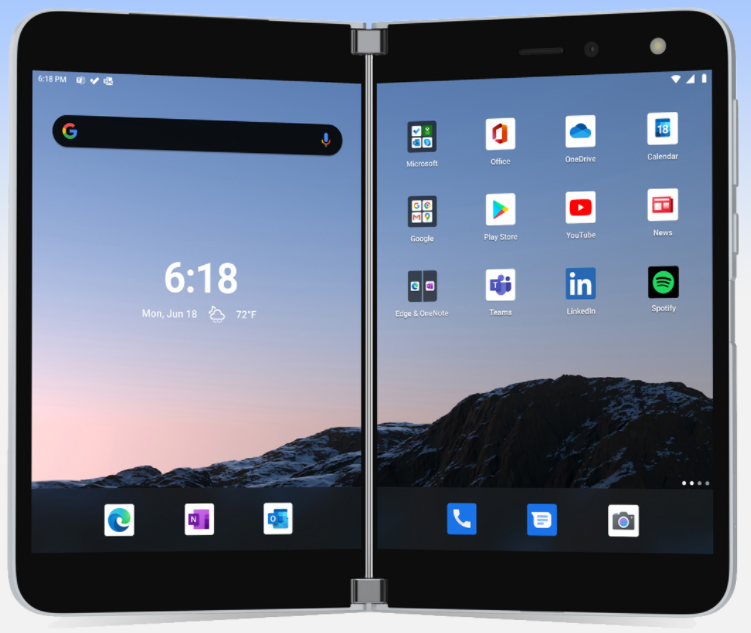 6:18 PM
6:18
Mon, Jun 18 72°F
Microsoft
Office
OneDrive
18
Calendar
Google
Play Store
YouTube
News
Edge & OneNote
T
Teams
in
LinkedIn
Spotify
N
O